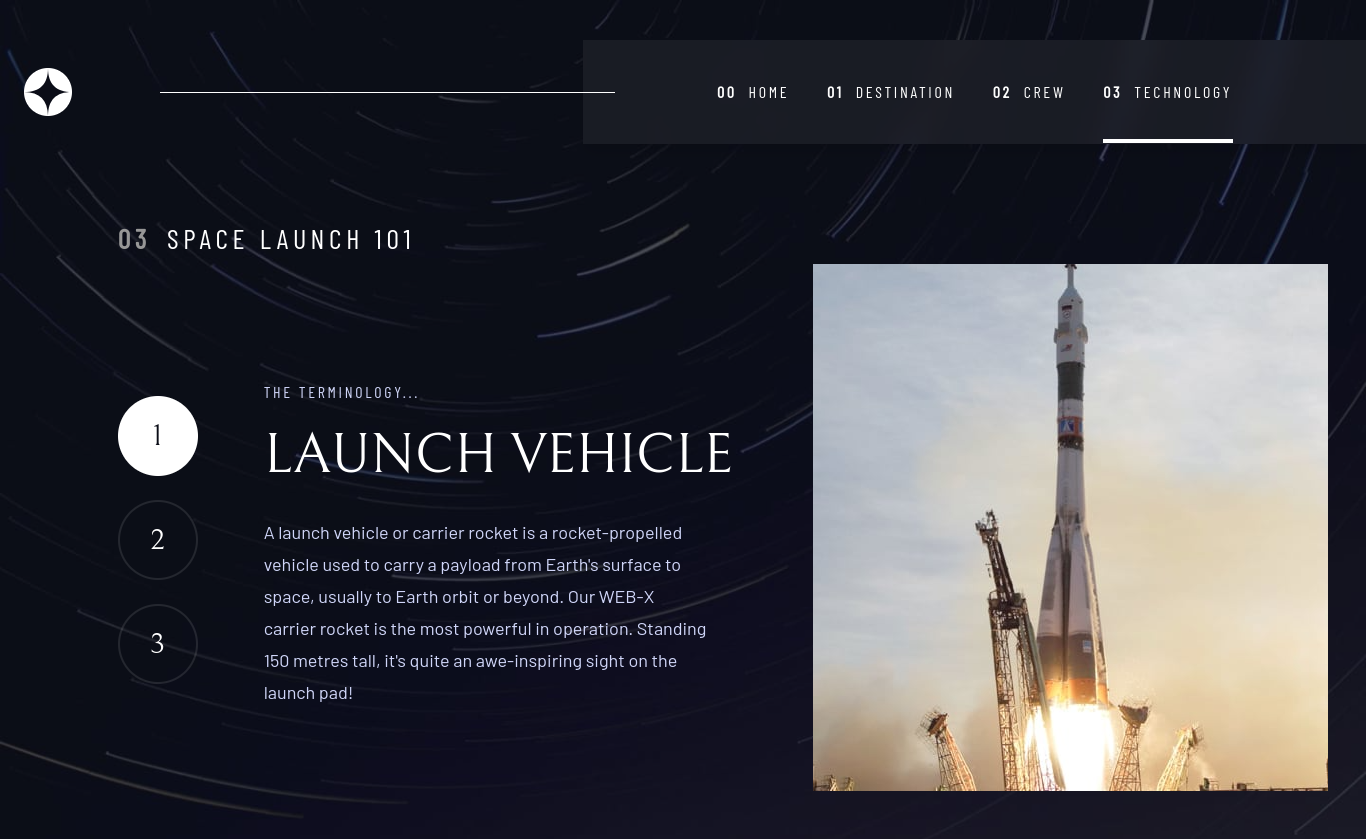 00 HOME 01 DESTINATION 02 CREW 03 TECHNOLOGY
03 SPACE LAUNCH 101
THE TERMINOLOGY...
1
LAUNCH VEHICLE
2
A launch vehicle or carrier rocket is a rocket-propelled
vehicle used to carry a payload from Earth's surface to
space, usually to Earth orbit or beyond. Our WEB-X
carrier rocket is the most powerful in operation. Standing
150 metres tall, it's quite an awe-inspiring sight on the
launch pad!
3